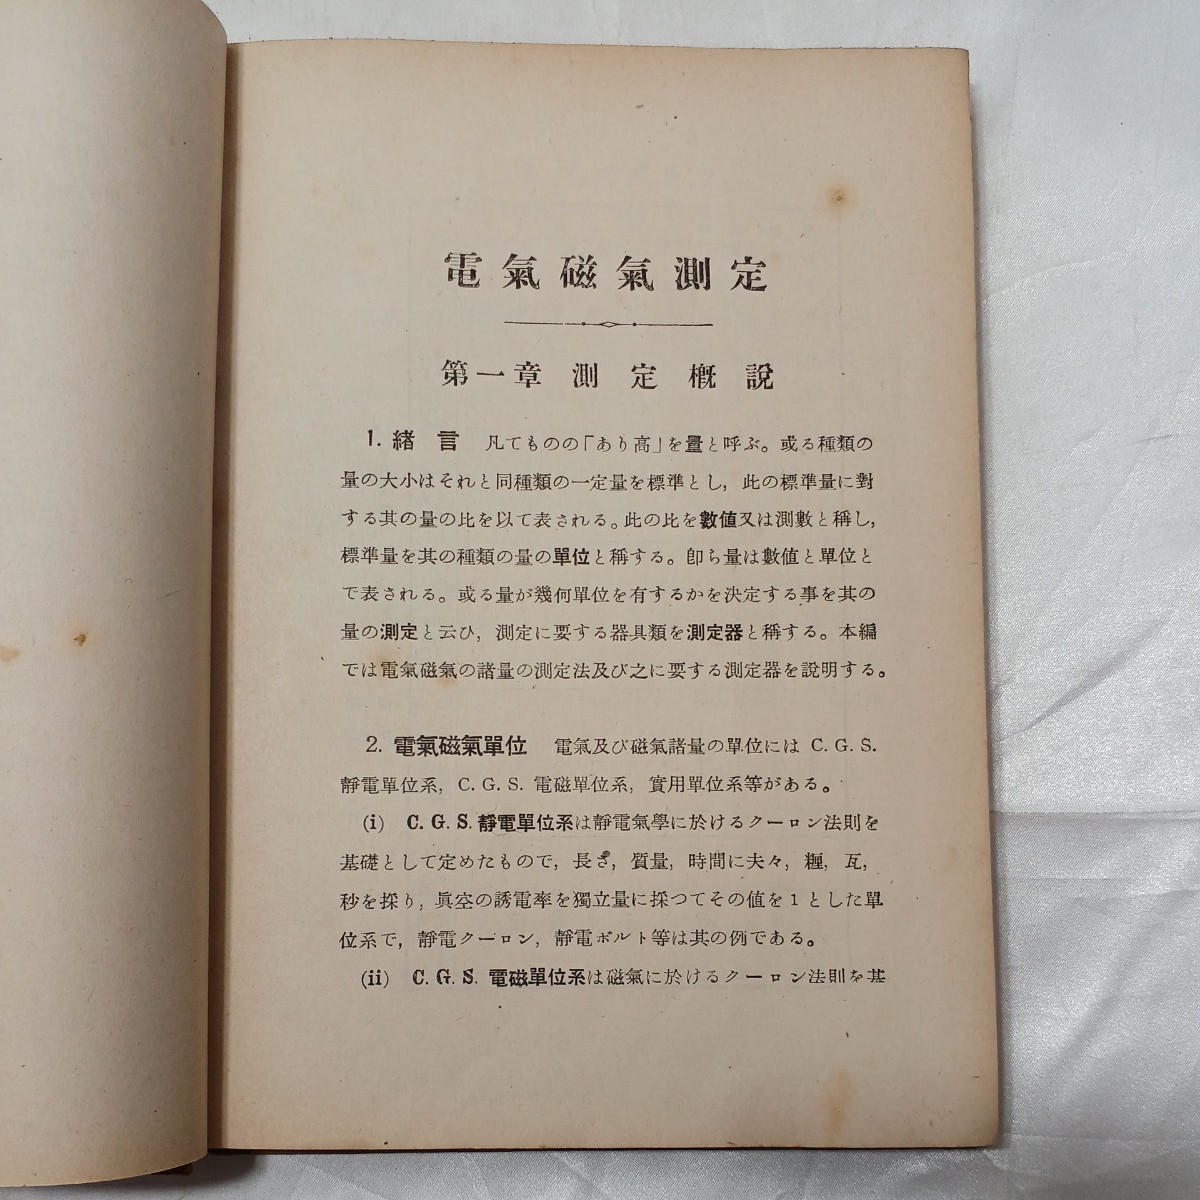 電氣磁氣測定
第一章 測定槪說
1. 緖言 凡てものの「あり高」を量と呼ぶ。或る種類の
量の大小はそれと同種類の一定量を標準とし，此の標準量に對
する其の量の比を以て表される。此の比を數値又は測數と稱し，
標準量を其の種類の量の單位と稱する。卽ち量は數値と單位と
で表される。或る量が幾何單位を有するかを決定する事を其の
量の測定と云ひ，測定に要する器具類を測定器と稱する。本編
では電氣磁氣の諸量の測定法及び之に要する測定器を說明する。
2. 電氣磁氣單位 電氣及び磁氣諸量の單位には C. G. S.
靜電單位系，C. G. S. 電磁單位系，實用單位系等がある。
(i) C. G. S. 靜電單位系は靜電氣學に於けるクーロン法則を
基礎として定めたもので，長さ，質量，時間に夫々，糎，瓦，
秒を採り，眞空の誘電率を獨立量に採つてその値を1とした單
位系で，靜電クーロン，靜電ボルト等は其の例である。
(ii) C. G. S. 電磁單位系は磁氣に於けるクーロン法則を基